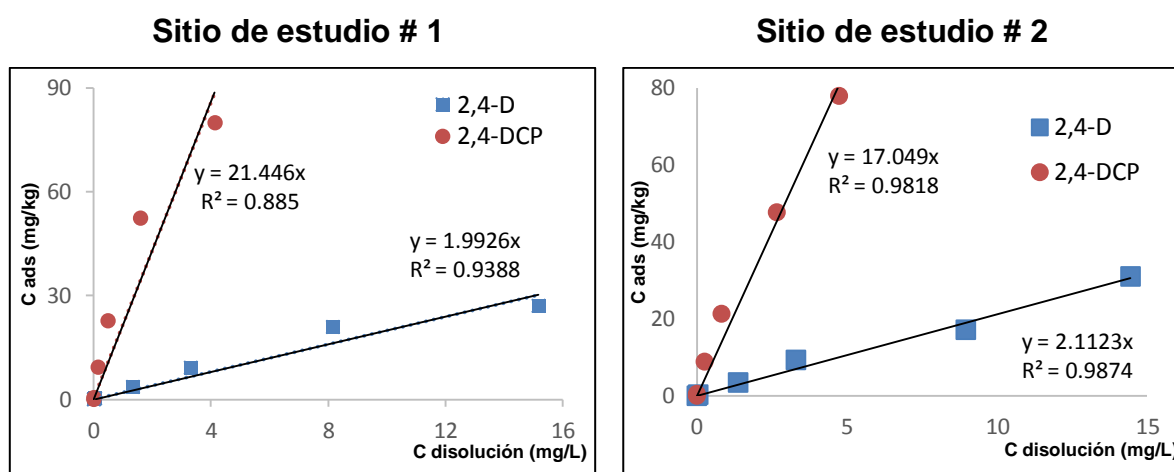 Sitio de estudio # 1
90
60
30
0
0
4
8
12
16
C ads (mg/kg)
C disolución (mg/L)
2,4-D
2,4-DCP
y = 21.446x
R² = 0.885
y = 1.9926x
R² = 0.9388
Sitio de estudio # 2
80
60
40
20
0
0
5
10
15
C ads (mg/kg)
C disolución (mg/L)
2,4-D
2,4-DCP
y = 17.049x
R² = 0.9818
y = 2.1123x
R² = 0.9874